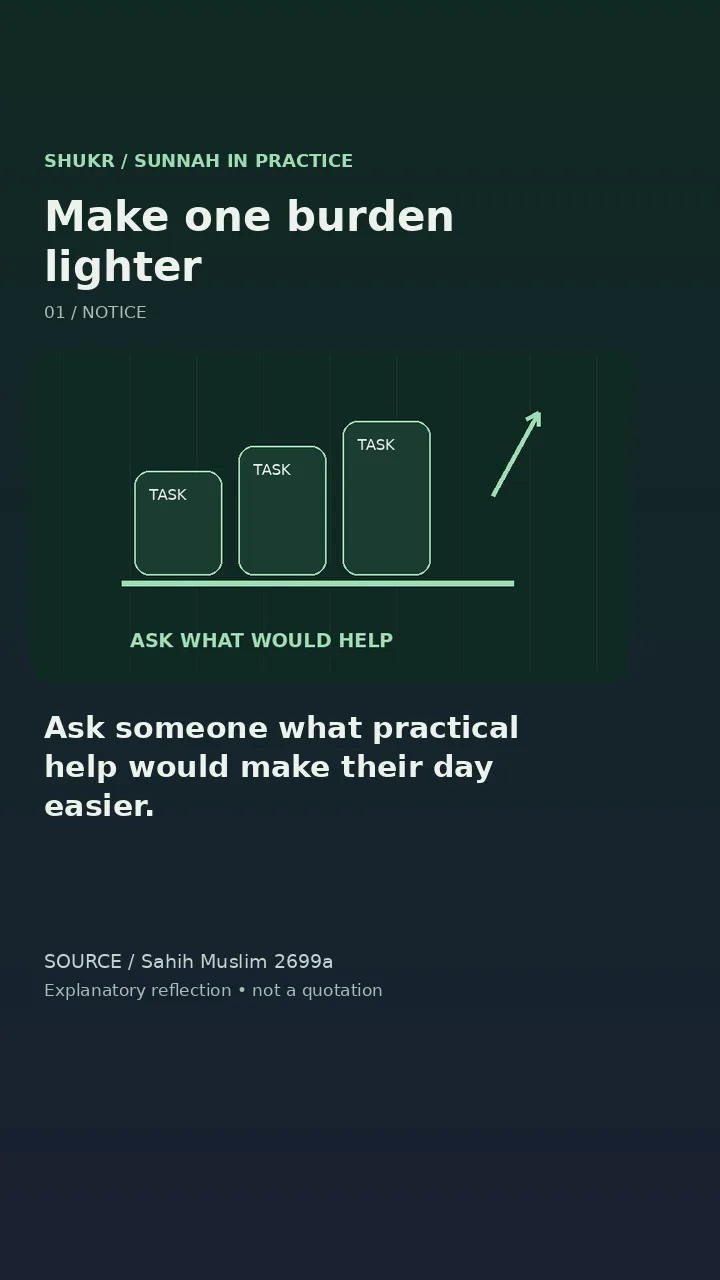 SHUKR / SUNNAH IN PRACTICE
Make one burden
lighter
01 / NOTICE
TASK
TASK
TASK
ASK WHAT WOULD HELP
Ask someone what practical
help would make their day
easier.
SOURCE / Sahih Muslim 2699a
Explanatory reflection • not a quotation